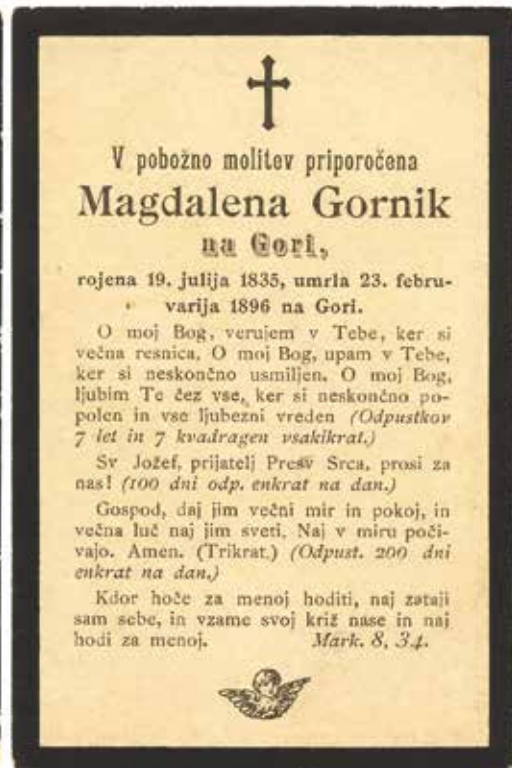 V pobožno molitev priporočena
Magdalena Gornik
na Gori,
rojena 19. julija 1835, umrla 23. febru-
varija 1896 na Gori.
O moj Bog, verujem v Tebe, ker si
večna resnica. O moj Bog, upam v Tebe,
ker si neskončno usmiljen. O moj Bog,
ljubim Te čez vse, ker si neskončno po-
polen in vse ljubezni vreden (Odpustkov
7 let in 7 kvadragen vsakikrat.)
Sv Jožef, prijatelj Presv Srca, prosi za
nas! (100 dni odp. enkrat na dan.)
Gospod, daj jim večni mir in pokoj, in
večna luč naj jim sveti. Naj v miru poči-
vajo. Amen. (Trikrat.) (Odpust. 200 dni
enkrat na dan.)
Kdor hoče za menoj hoditi, naj zataji
sam sebe, in vzame svoj križ nase in naj
hodi za menoj. Mark. 8, 34.